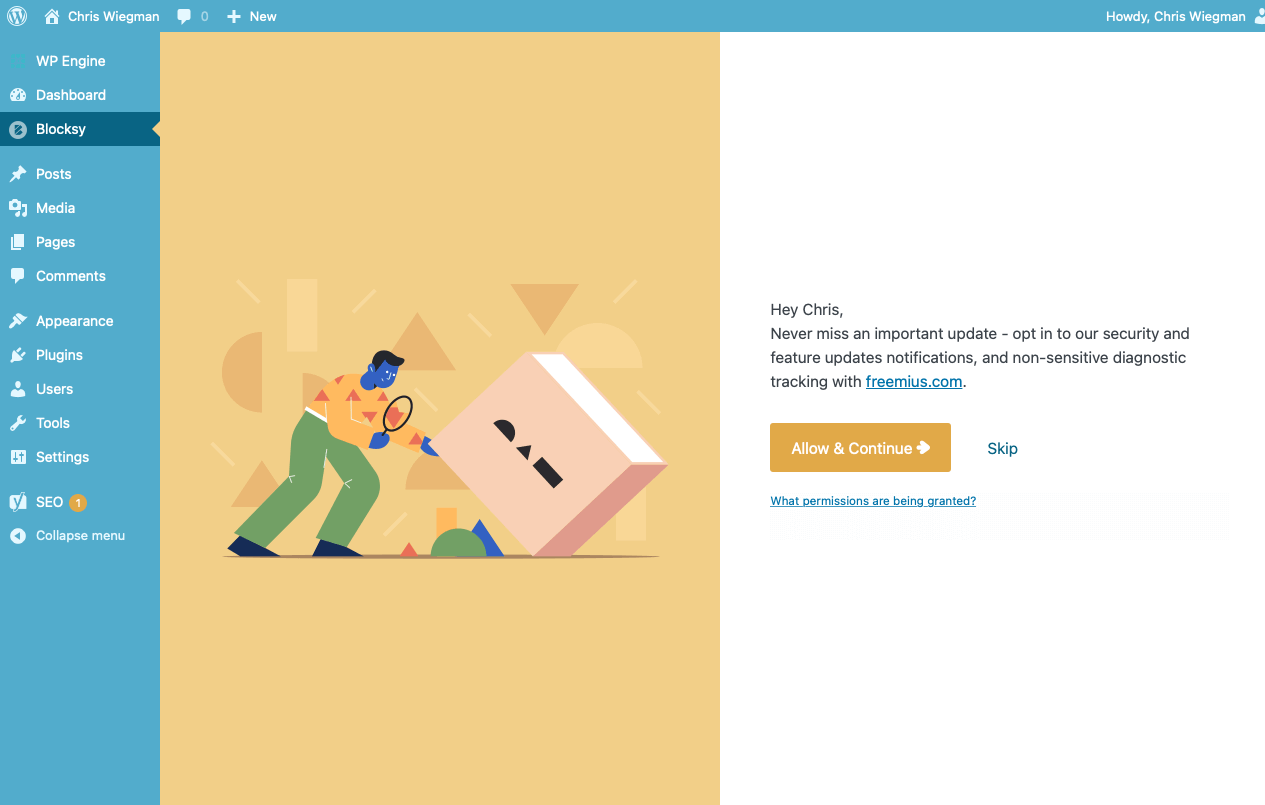 Chris Wiegman 0 New Howdy, Chris Wiegman
WP Engine
Dashboard
Blocksy
Posts
Media
Pages
Comments
Appearance
Plugins
Users
Tools
Settings
SEO 1
Collapse menu
Hey Chris,
Never miss an important update - opt in to our security and
feature updates notifications, and non-sensitive diagnostic
tracking with freemius.com.
Allow & Continue Skip
What permissions are being granted?